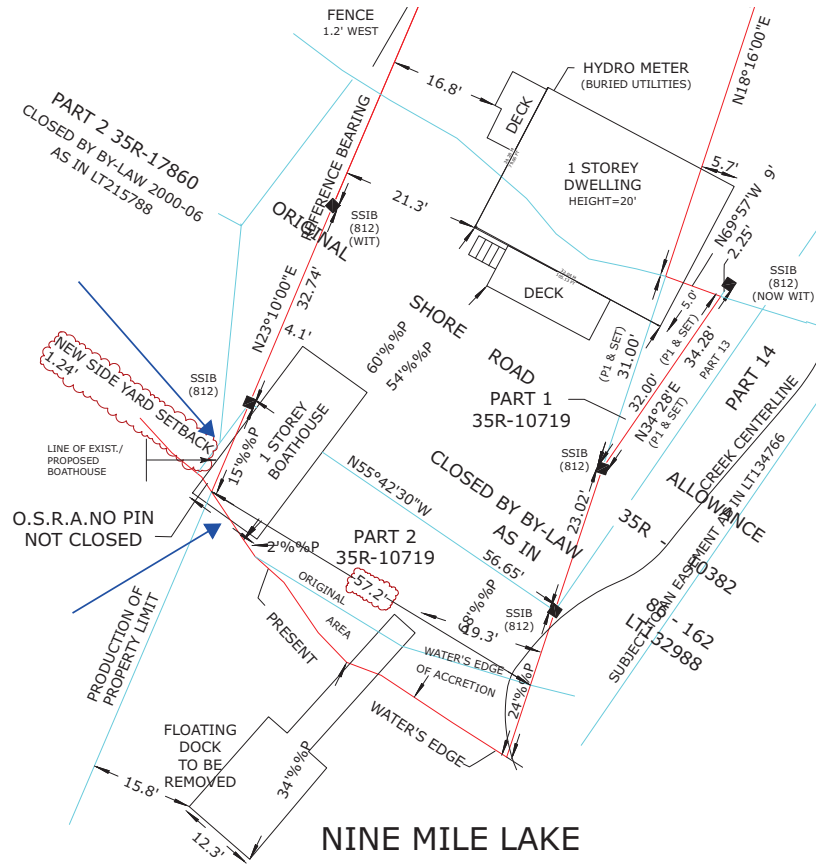 FENCE
1.2' WEST
N18°16'00"E
16.8'
HYDRO METER
(BURIED UTILITIES)
DECK
PART 2 35R-17860
CLOSED BY BY-LAW 2000-06
AS IN LT215788
REFERENCE BEARING
1 STOREY
DWELLING
HEIGHT=20'
5.7'
N69°57'W 9'
2.25'
21.3'
ORIGINAL
SSIB
(812)
(WIT)
SSIB
(812)
(NOW WIT)
N23°10'00"E
32.74'
DECK
5.0'
(P1 & SET)
SHORE
ROAD
4.1'
60'%%P
54'%%P
(P1 & SET)
31.00'
32.00'
34.28'
N34°28'E
(P1 & SET)
PART 13
NEW SIDE YARD SETBACK
1.24'
SSIB
(812)
PART 1
35R-10719
PART 14
1 STOREY
BOATHOUSE
15'%%P
LINE OF EXIST./
PROPOSED
BOATHOUSE
N55°42'30"W
CLOSED BY BY-LAW
AS IN
SSIB
(812)
CREEK CENTERLINE
ALLOWANCE
O.S.R.A.NO PIN
NOT CLOSED
2'%%P
PART 2
35R-10719
56.65'
23.02'
35R -
10382
SUBJECT TO AN EASEMENT AS IN LT134766
57.2'
ORIGINAL
AREA
68'%%P
19.3'
SSIB
(812)
86 - 162
LT132988
PRESENT
WATER'S EDGE
OF ACCRETION
24'%%P
PRODUCTION OF
PROPERTY LIMIT
WATER'S EDGE
FLOATING
DOCK
TO BE
REMOVED
34'%%P
15.8'
12.3'
NINE MILE LAKE